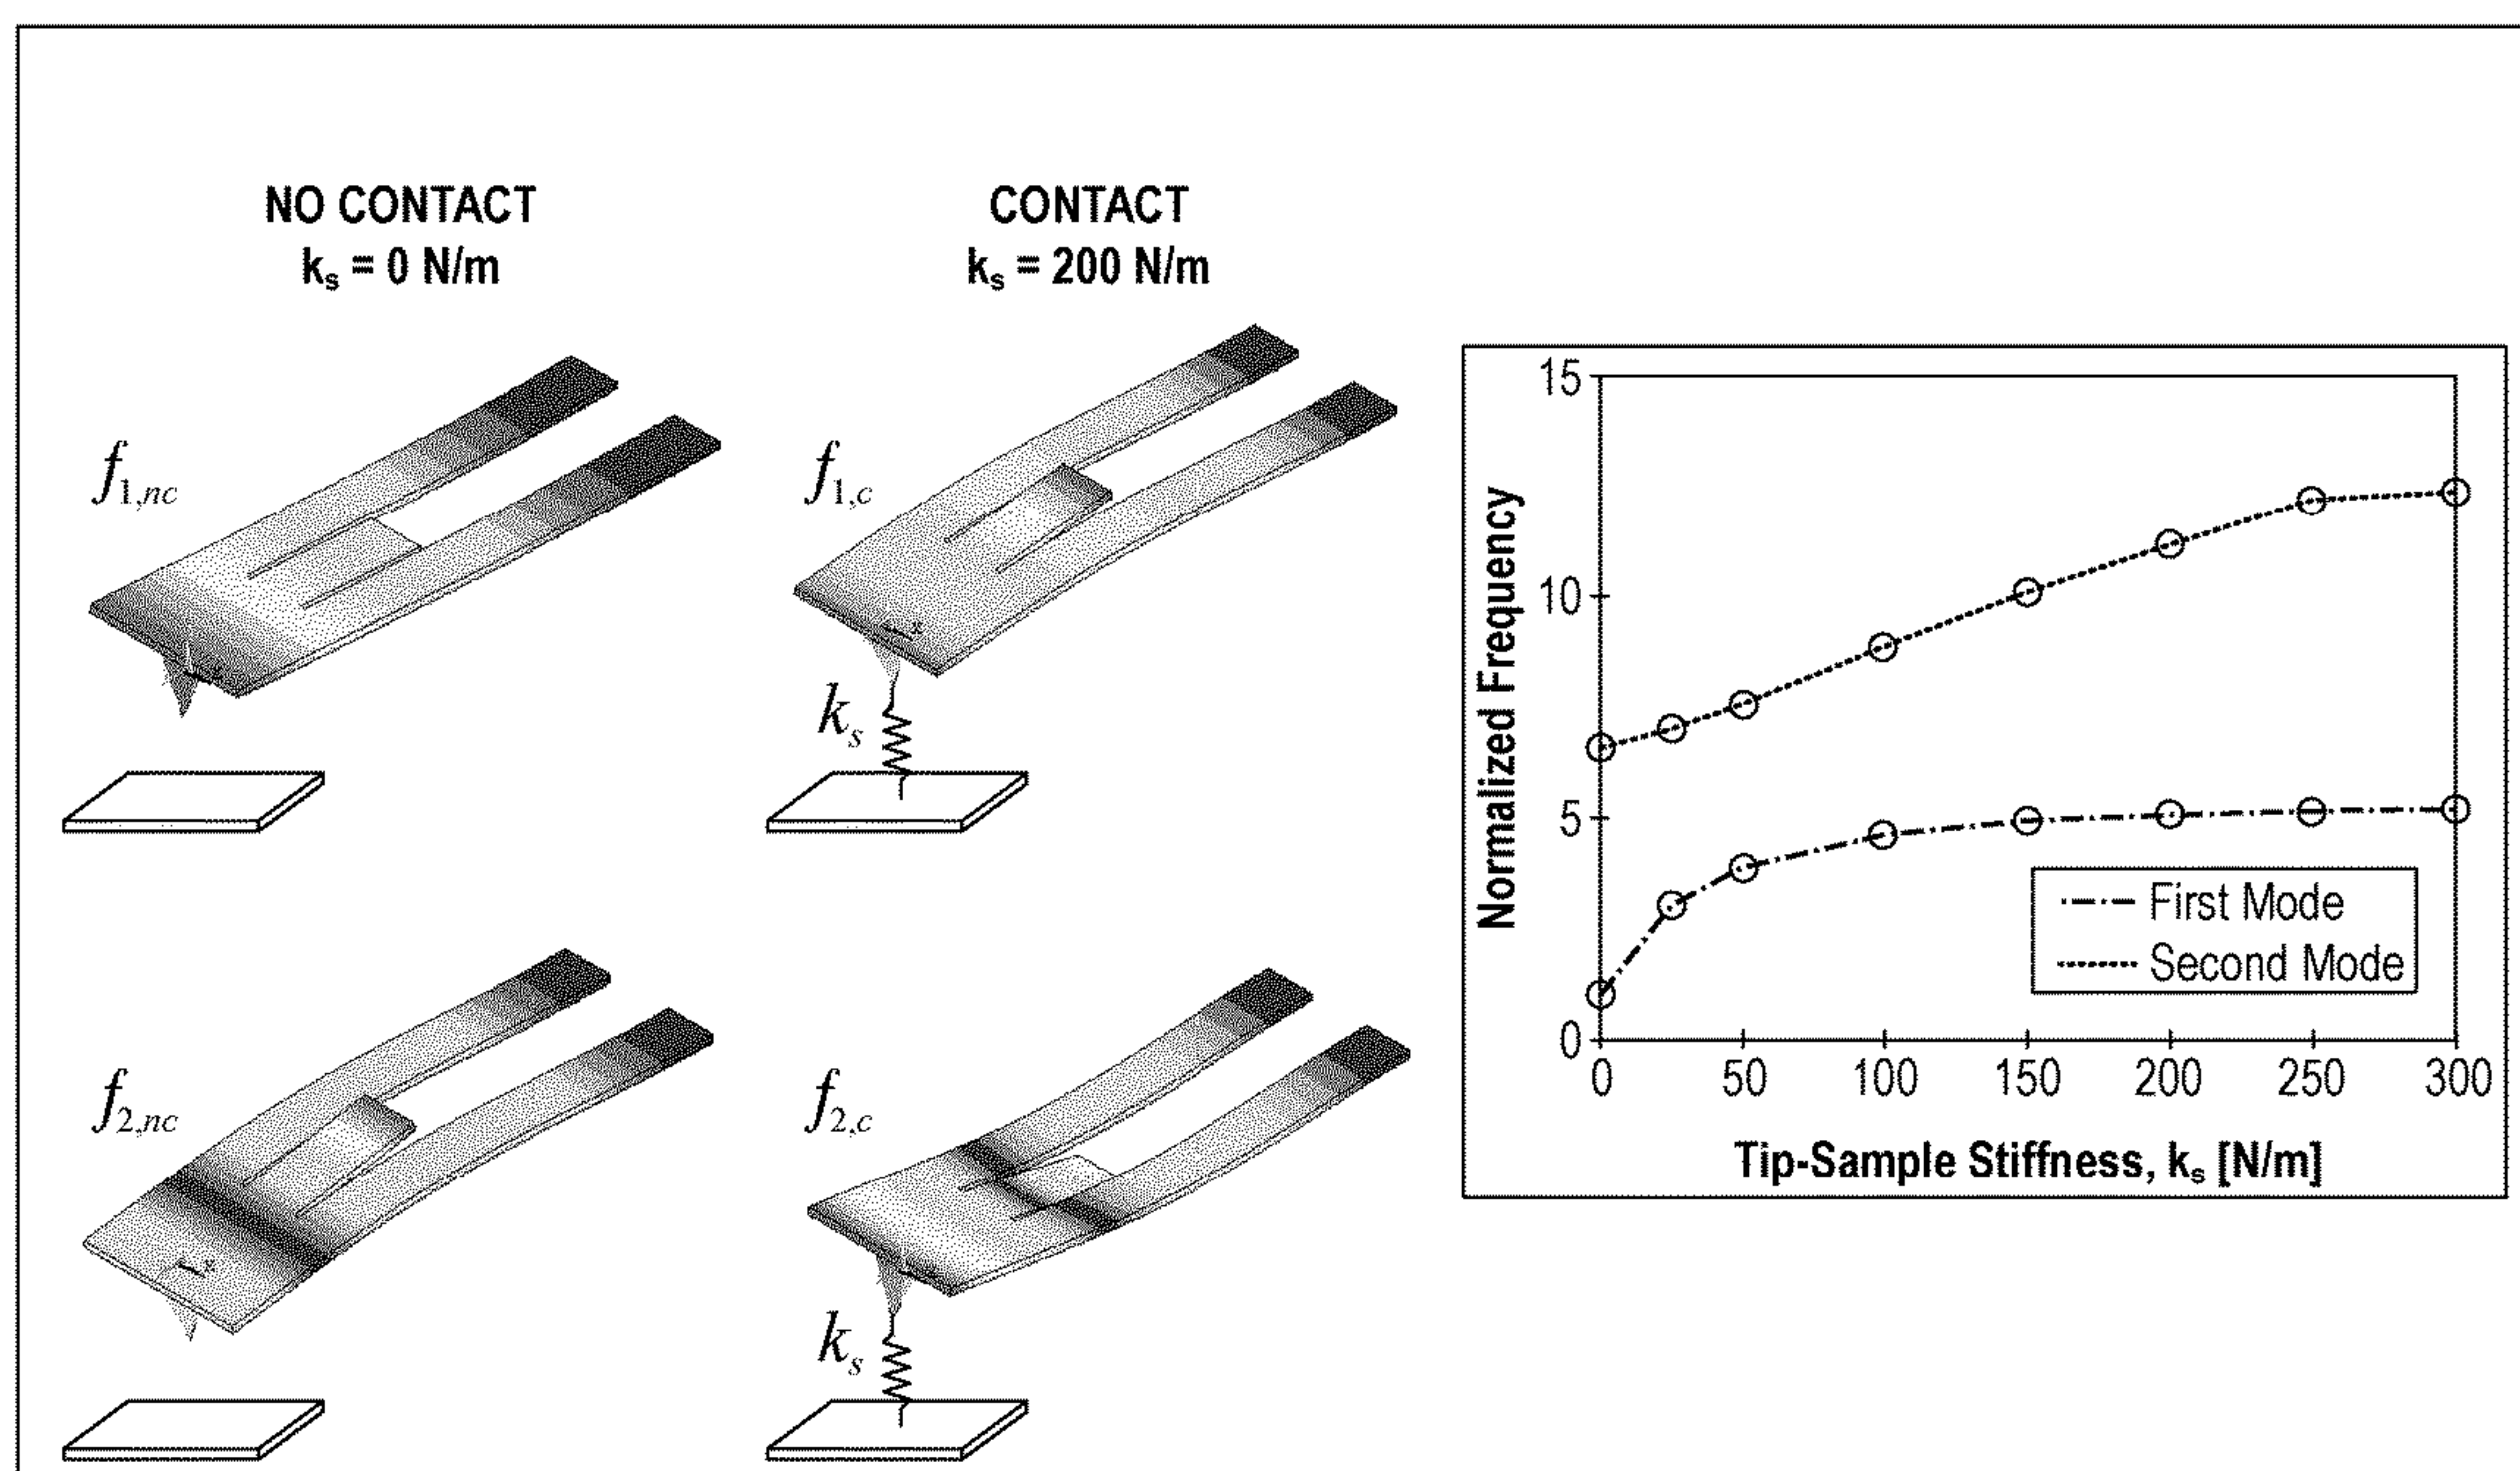 NO CONTACT
kₛ = 0 N/m
CONTACT
kₛ = 200 N/m
f₁,nc
f₁,c
kₛ
f₂,nc
f₂,c
kₛ
15
10
5
0
0 50 100 150 200 250 300
Normalized Frequency
Tip-Sample Stiffness, kₛ [N/m]
First Mode
Second Mode